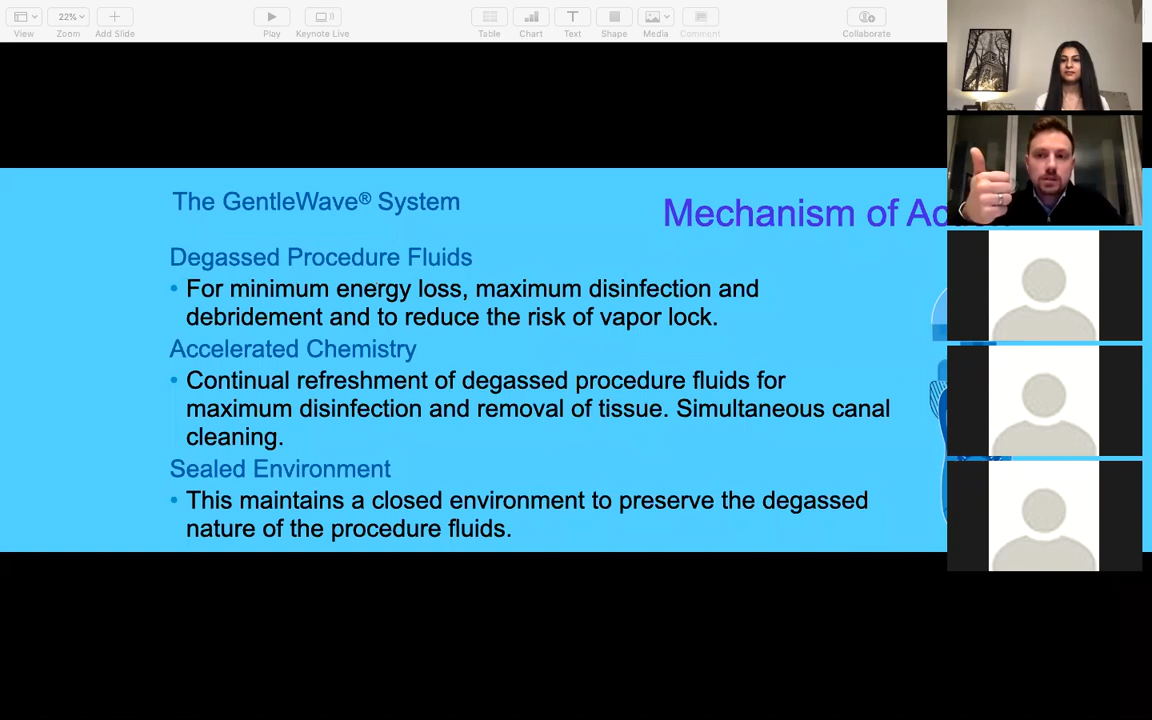 22%
View
Zoom
Add Slide
Play
Keynote Live
Table
Chart
Text
Shape
Media
Comment
Collaborate
T
The GentleWave® System
Mechanism of Ac
Degassed Procedure Fluids
• For minimum energy loss, maximum disinfection and
debridement and to reduce the risk of vapor lock.
Accelerated Chemistry
• Continual refreshment of degassed procedure fluids for
maximum disinfection and removal of tissue. Simultaneous canal
cleaning.
Sealed Environment
• This maintains a closed environment to preserve the degassed
nature of the procedure fluids.